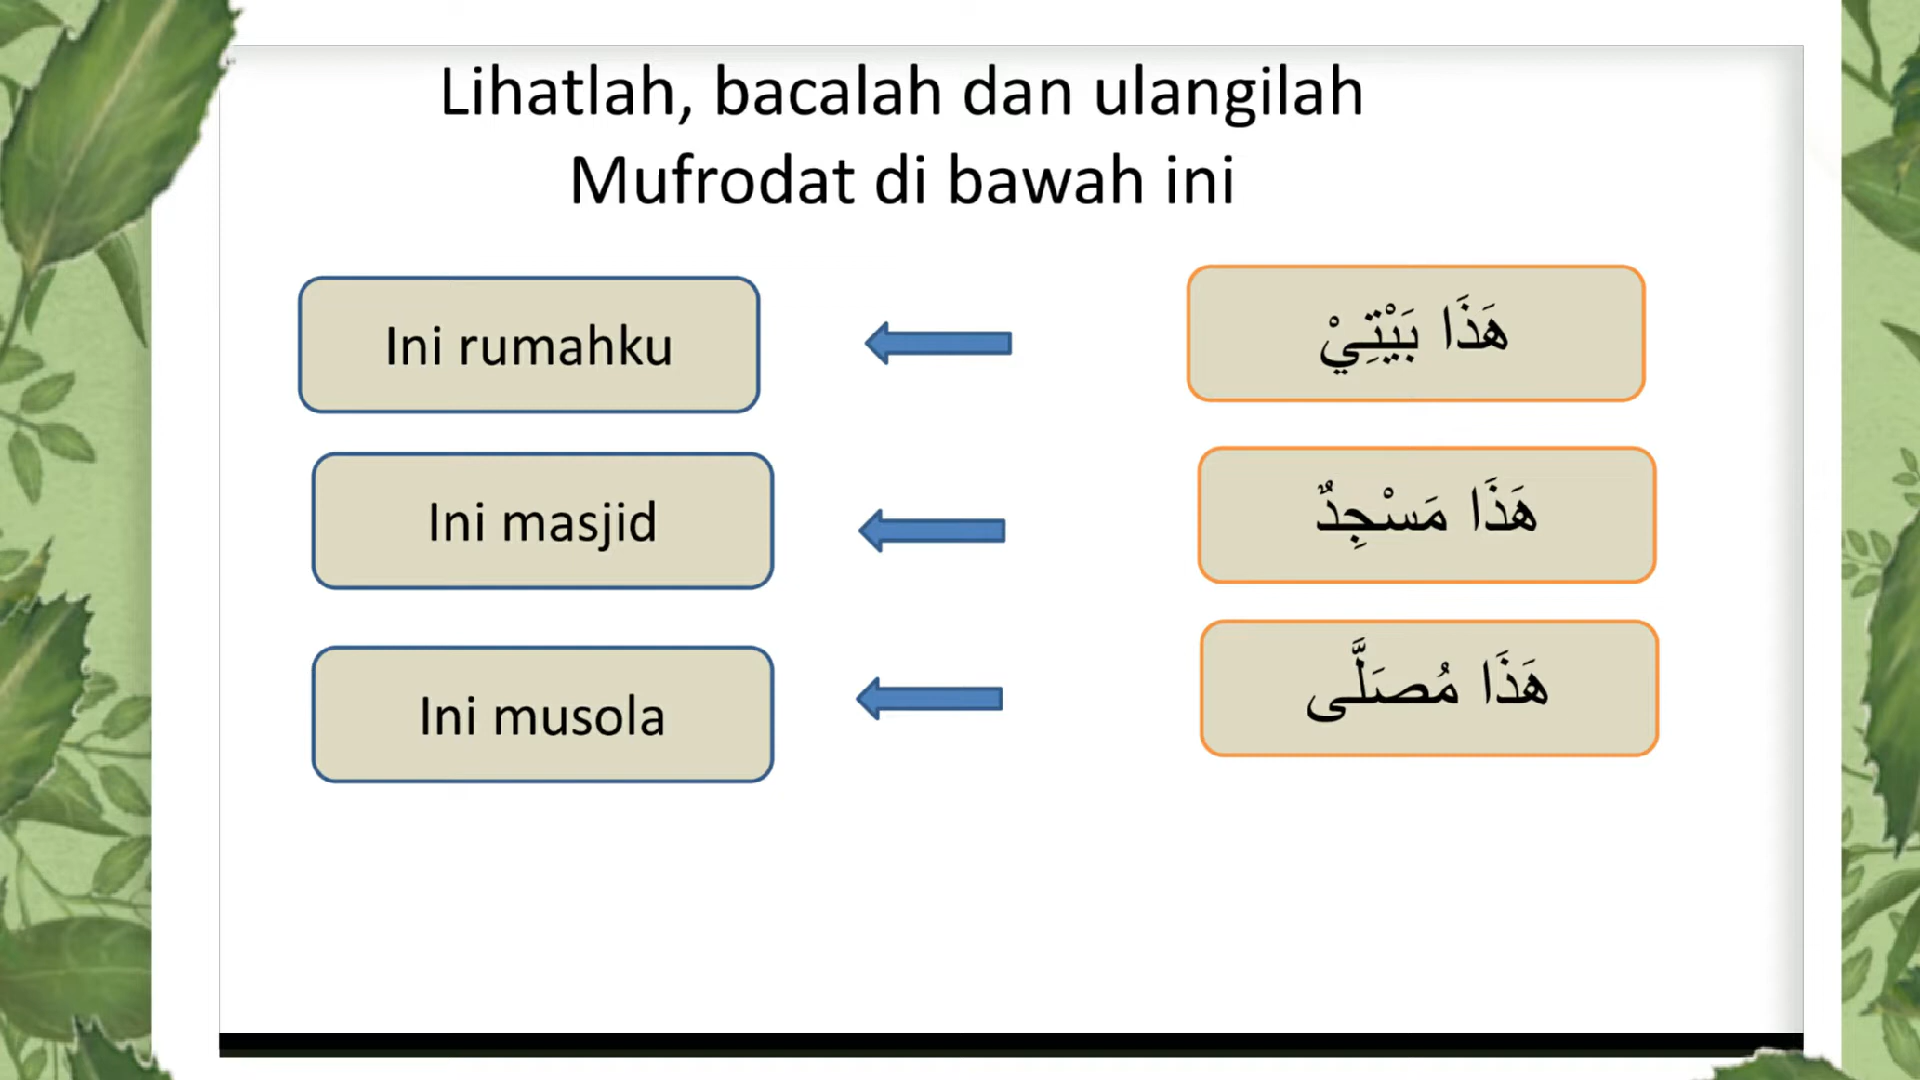 Lihatlah, bacalah dan ulangilah
Mufrodat di bawah ini
Ini rumahku
هَذَا بَيْتِيْ
Ini masjid
هَذَا مَسْجِدٌ
Ini musola
هَذَا مُصَلَّى